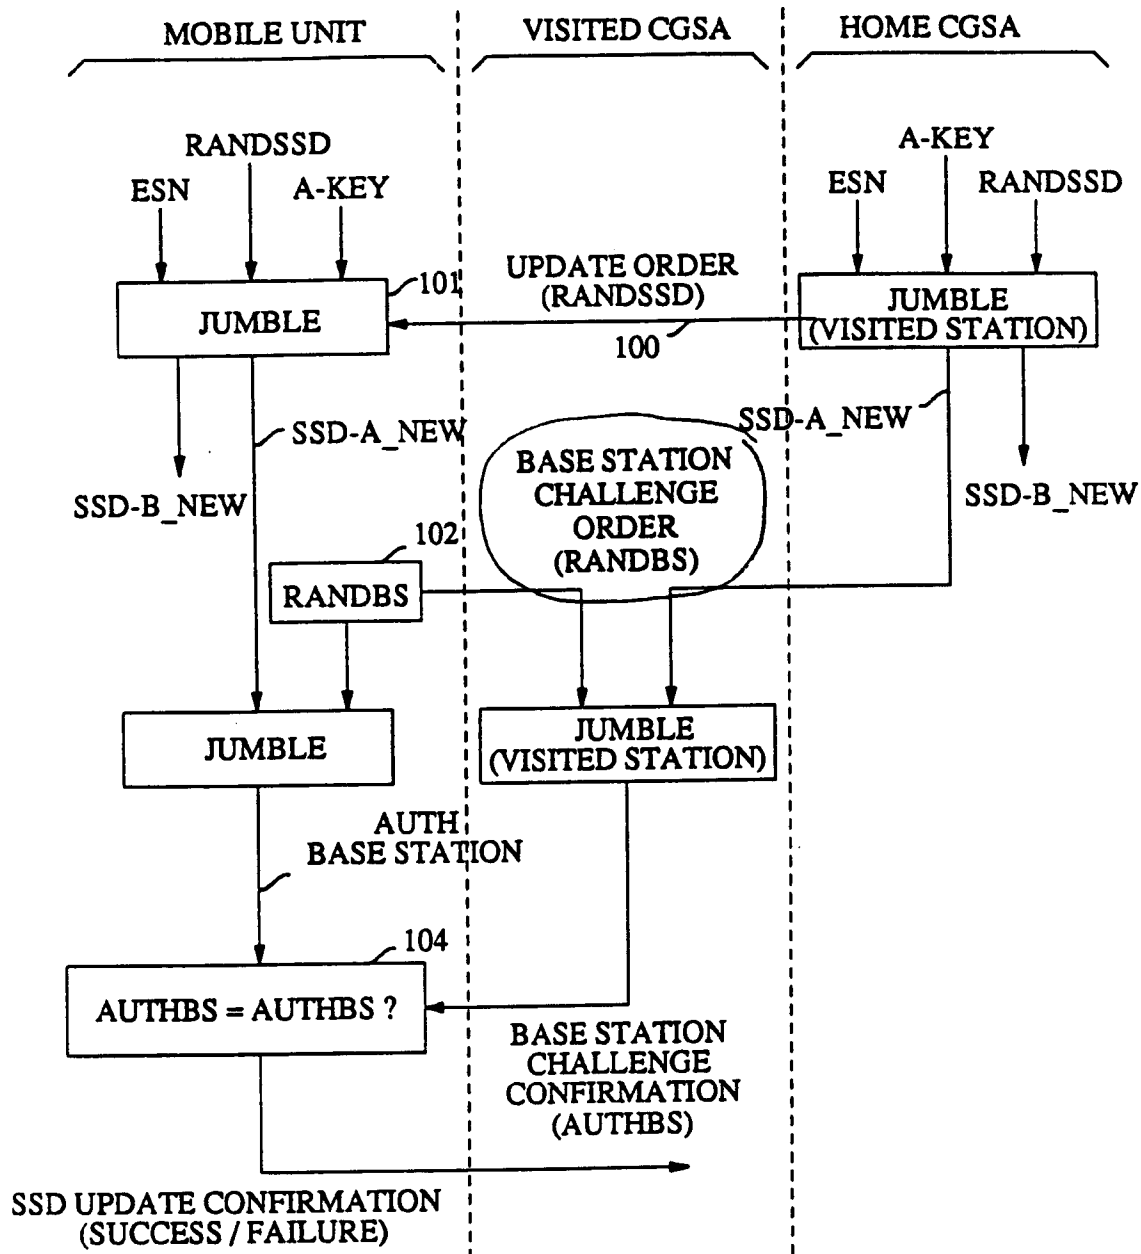 MOBILE UNIT
VISITED CGSA
HOME CGSA
RANDSSD
ESN
A-KEY
A-KEY
ESN
RANDSSD
101
JUMBLE
UPDATE ORDER
(RANDSSD)
100
JUMBLE
(VISITED STATION)
SSD-A_NEW
SSD-B_NEW
SSD-A_NEW
SSD-B_NEW
BASE STATION
CHALLENGE
ORDER
(RANDBS)
102
RANDBS
JUMBLE
JUMBLE
(VISITED STATION)
AUTH
BASE STATION
104
AUTHBS = AUTHBS ?
BASE STATION
CHALLENGE
CONFIRMATION
(AUTHBS)
SSD UPDATE CONFIRMATION
(SUCCESS / FAILURE)